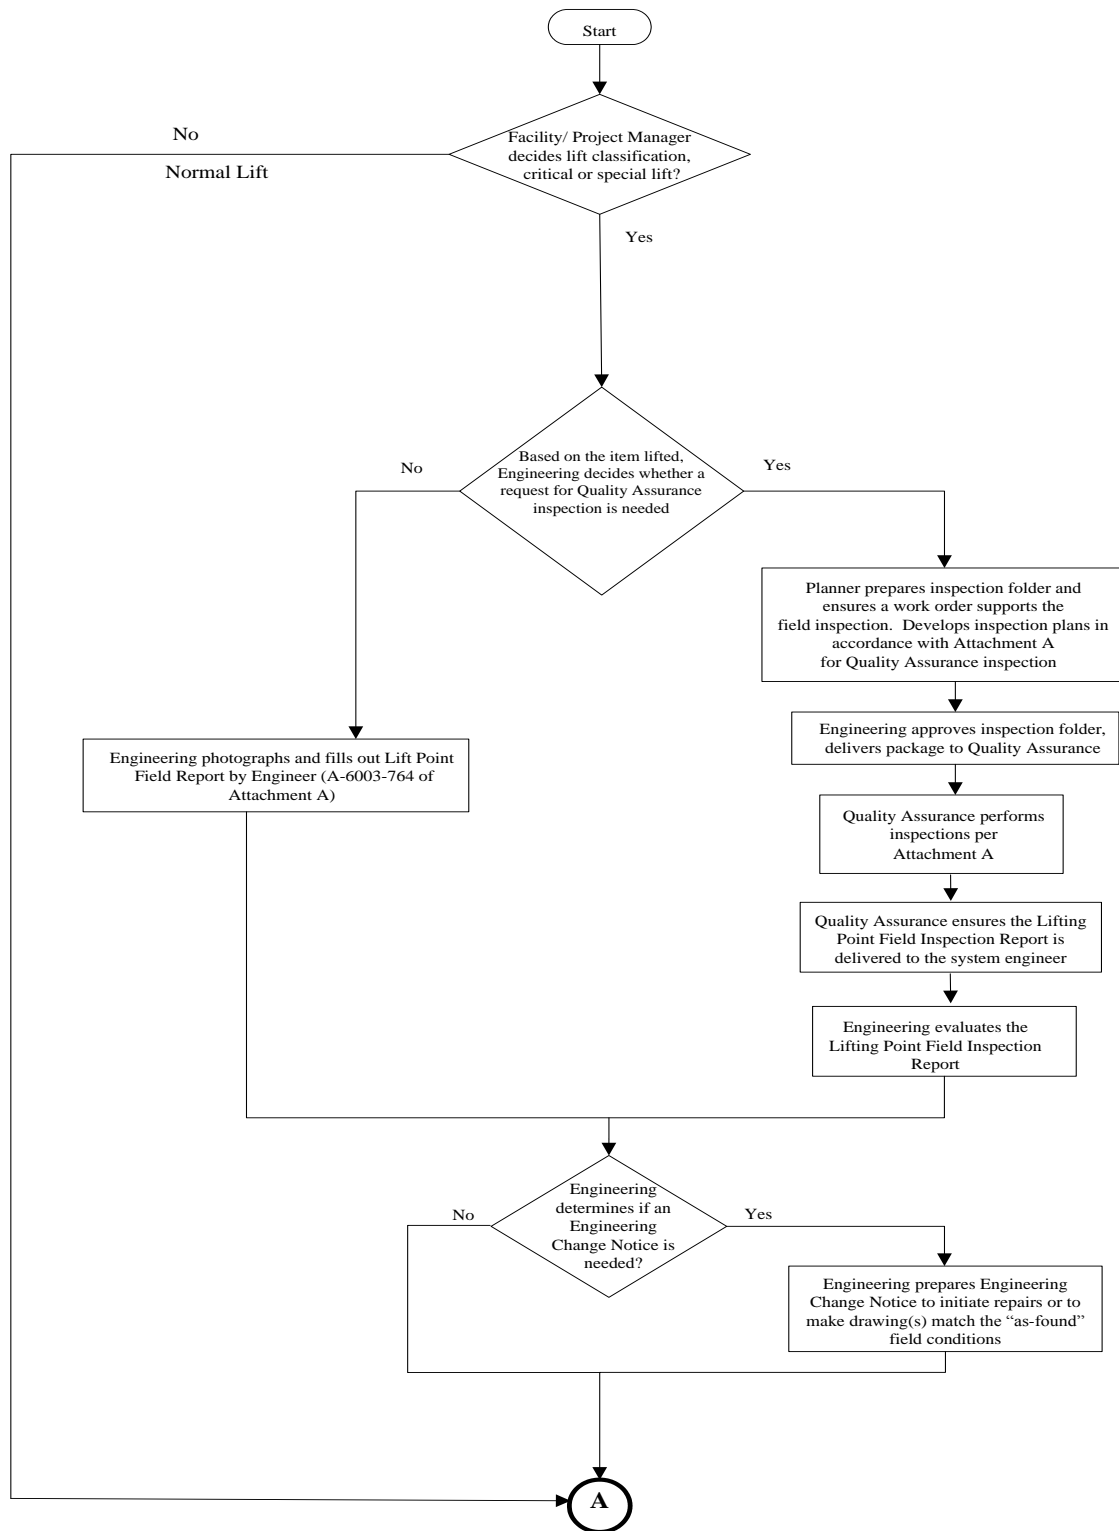 Start
Facility/ Project Manager
decides lift classification,
critical or special lift?
No
Normal Lift
Yes
Based on the item lifted,
Engineering decides whether a
request for Quality Assurance
inspection is needed
No
Yes
Planner prepares inspection folder and
ensures a work order supports the
field inspection.  Develops inspection plans in
accordance with Attachment A
for Quality Assurance inspection
Engineering approves inspection folder,
delivers package to Quality Assurance
Engineering photographs and fills out Lift Point
Field Report by Engineer (A-6003-764 of
Attachment A)
Quality Assurance performs
inspections per
Attachment A
Quality Assurance ensures the Lifting
Point Field Inspection Report is
delivered to the system engineer
Engineering evaluates the
Lifting Point Field Inspection
Report
Engineering
determines if an
Engineering
Change Notice is
needed?
No
Yes
Engineering prepares Engineering
Change Notice to initiate repairs or to
make drawing(s) match the “as-found”
field conditions
A